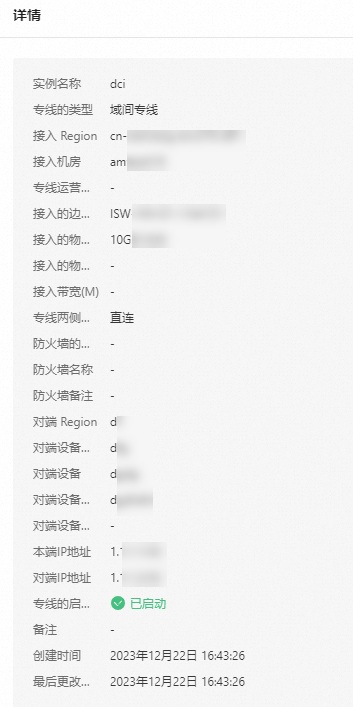 详情
实例名称 dci
专线的类型 域间专线
接入 Region cn-
接入机房 am
专线运营... -
接入的边... ISW
接入的物... 10G
接入的物... -
接入带宽(M) -
专线两侧... 直连
防火墙的... -
防火墙名称 -
防火墙备注 -
对端 Region d
对端设备... d
对端设备 d
对端设备... d
对端设备... -
本端IP地址 1.
对端IP地址 1.
专线的启... 已启动
备注 -
创建时间 2023年12月22日 16:43:26
最后更改... 2023年12月22日 16:43:26